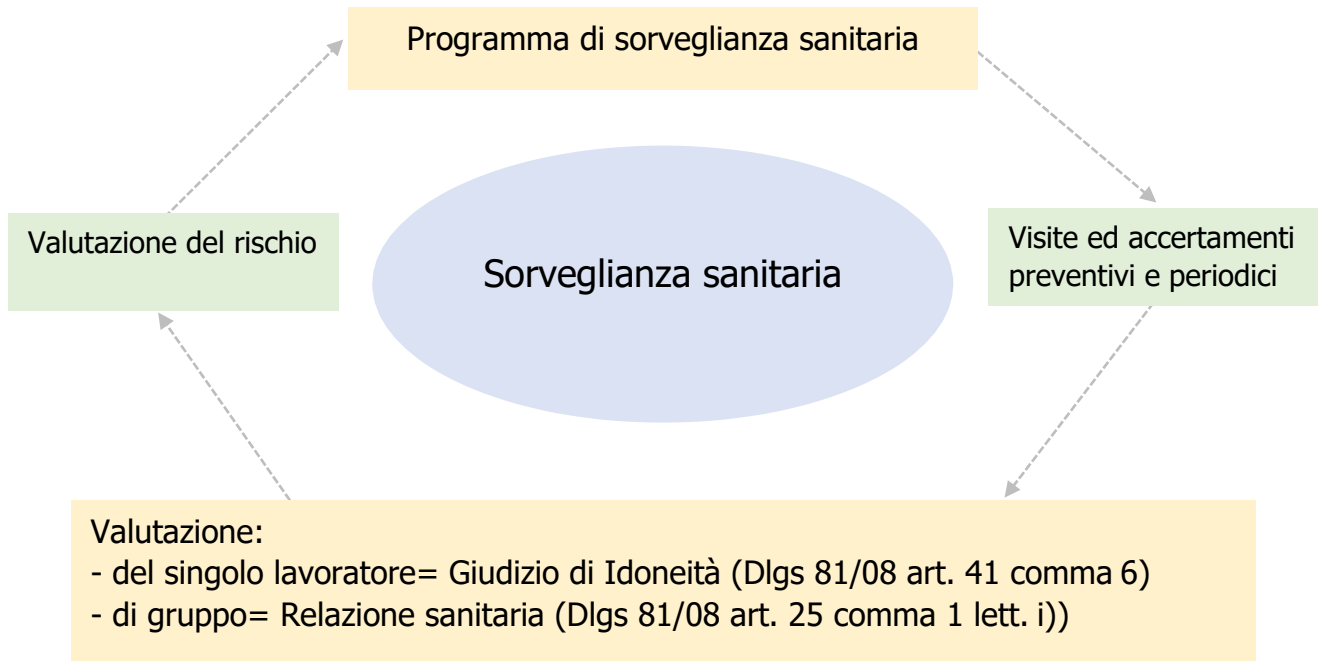 Programma di sorveglianza sanitaria
Valutazione del rischio
Sorveglianza sanitaria
Visite ed accertamenti
preventivi e periodici
Valutazione:
- del singolo lavoratore= Giudizio di Idoneità (Dlgs 81/08 art. 41 comma 6)
- di gruppo= Relazione sanitaria (Dlgs 81/08 art. 25 comma 1 lett. i))